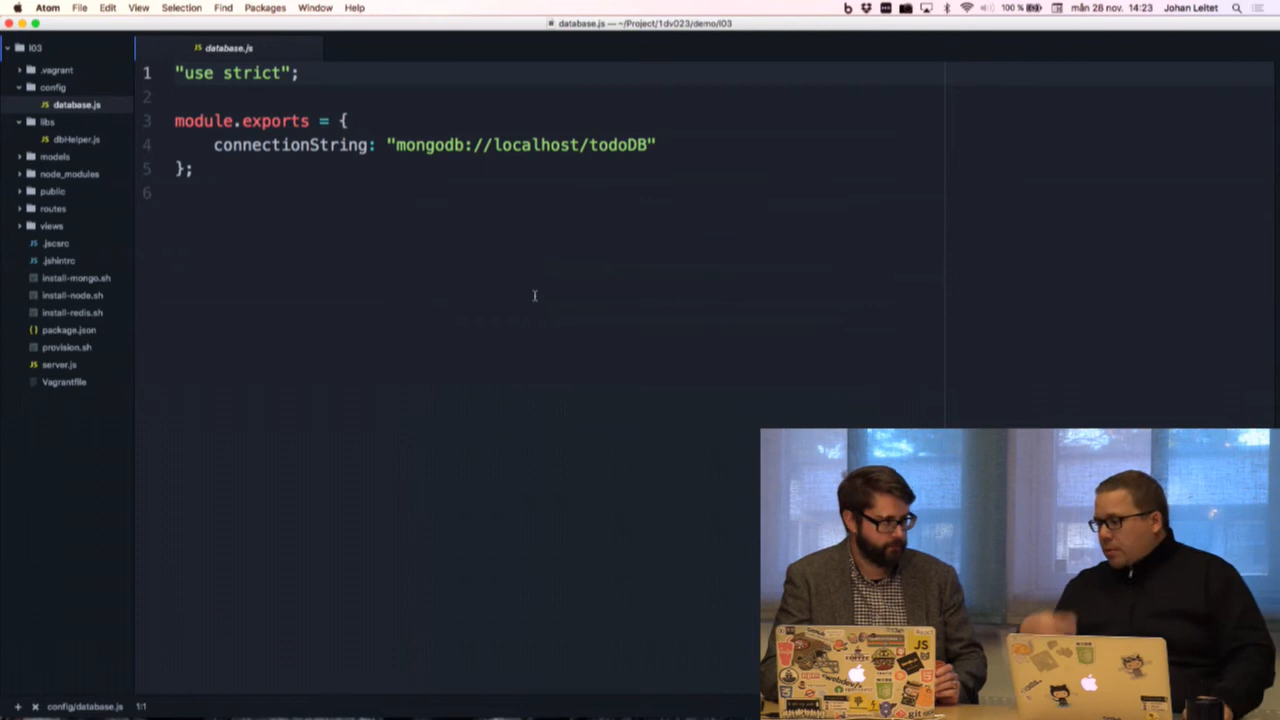 Atom File Edit View Selection Find Packages Window Help 100 % mån 28 nov. 14:23 Johan Leitet
database.js — ~/Project/1dv023/demo/l03
l03
.vagrant
config
database.js
libs
dbHelper.js
models
node_modules
public
routes
views
.jscsrc
.jshintrc
install-mongo.sh
install-node.sh
install-redis.sh
package.json
provision.sh
server.js
Vagrantfile
database.js
1 "use strict";
2
3 module.exports = {
4 connectionString: "mongodb://localhost/todoDB"
5 };
6
JS
config/database.js 1:1